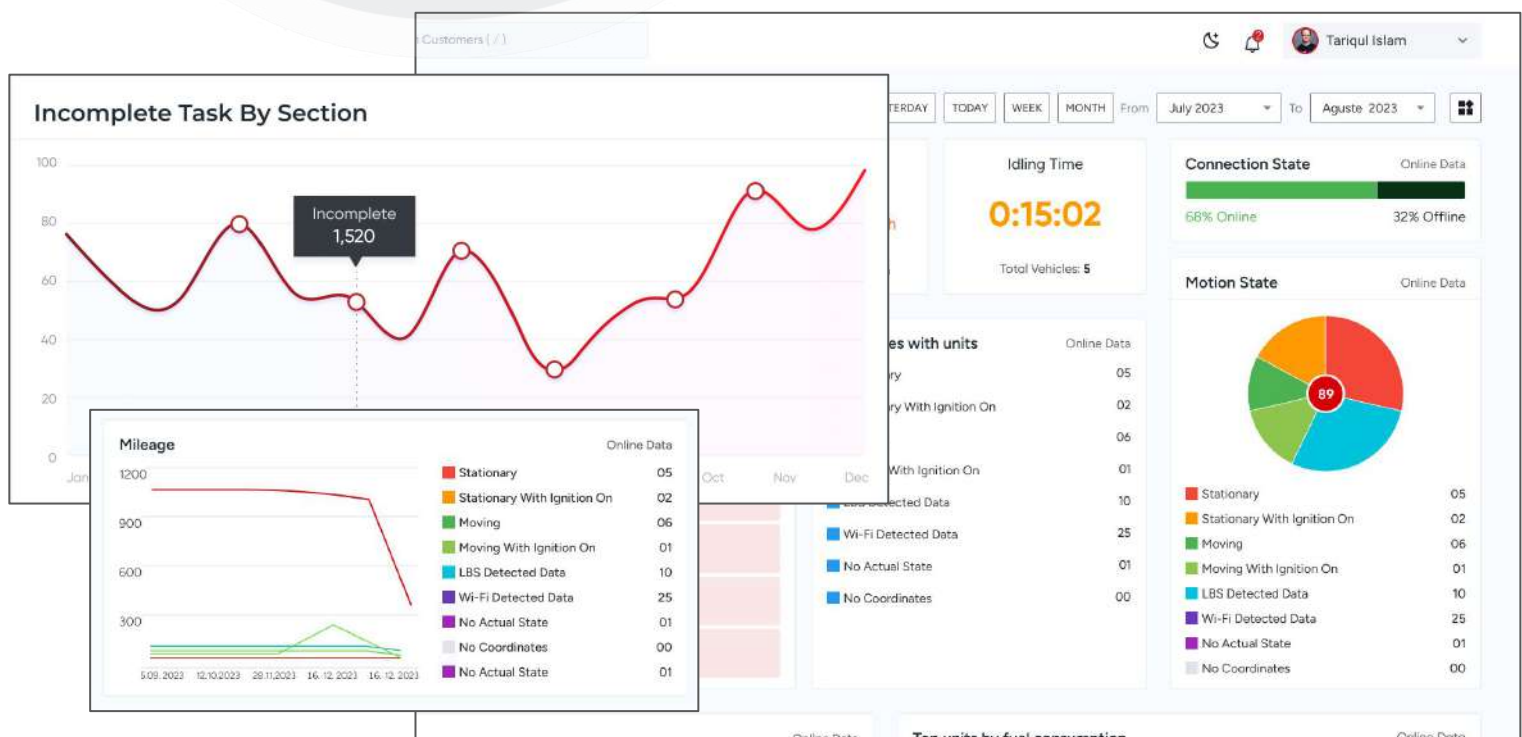 Customers ( / )
Tariqul Islam
TODAY
WEEK
MONTH
From
July 2023
To
Aguste 2023
Incomplete Task By Section
100
80
60
40
20
0
Incomplete
1,520
Jan
Oct
Nov
Dec
Idling Time
0:15:02
Total Vehicles: 5
Connection State
Online Data
68% Online
32% Offline
Motion State
Online Data
89
Stationary 05
Stationary With Ignition On 02
Moving 06
Moving With Ignition On 01
LBS Detected Data 10
Wi-Fi Detected Data 25
No Actual State 01
No Coordinates 00
with units
Online Data
05
With Ignition On 02
06
With Ignition On 01
Data 10
Wi-Fi Detected Data 25
No Actual State 01
No Coordinates 00
Mileage
Online Data
1200
900
600
300
5.09.2023 12.10.2023 28.11.2023 16. 12. 2023 16. 12. 2023
Stationary 05
Stationary With Ignition On 02
Moving 06
Moving With Ignition On 01
LBS Detected Data 10
Wi-Fi Detected Data 25
No Actual State 01
No Coordinates 00
No Actual State 01